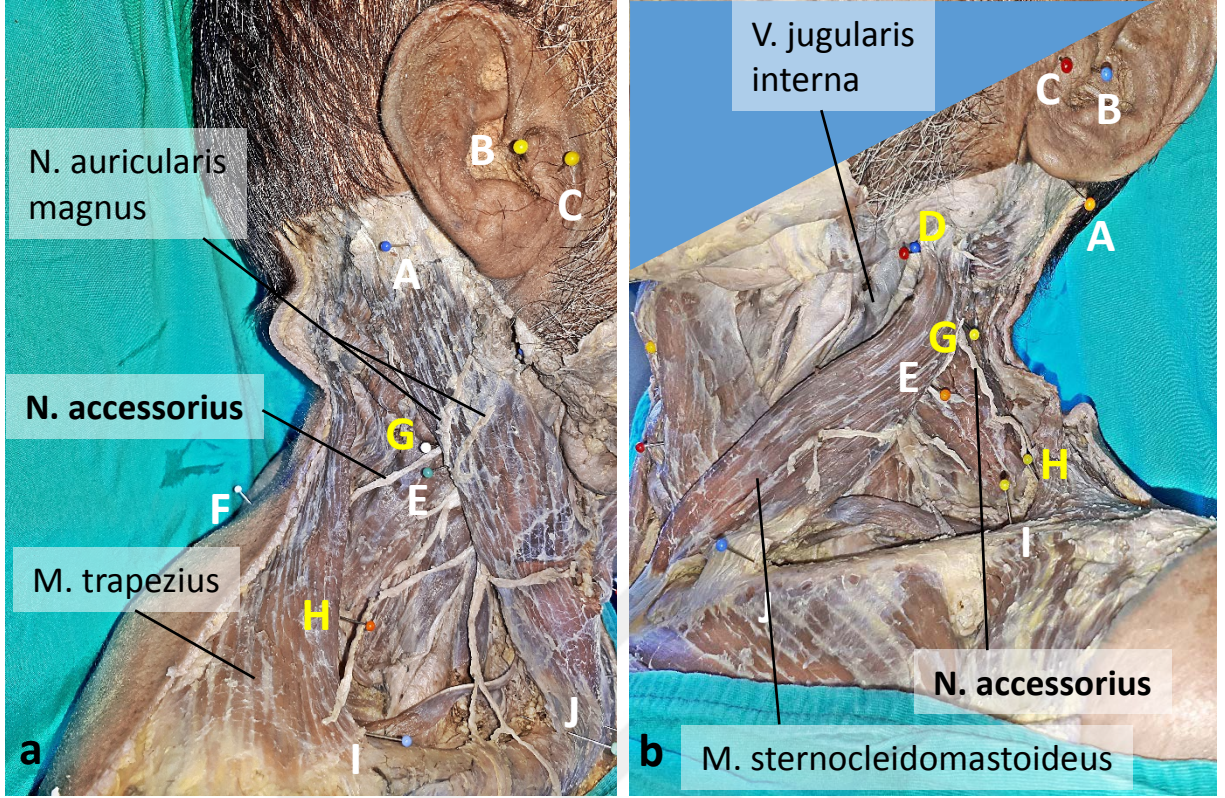 N. auricularis
magnus
B
C
A
N. accessorius
G
E
F
M. trapezius
H
I
J
a
V. jugularis
interna
C
B
D
A
G
E
H
I
J
N. accessorius
b
M. sternocleidomastoideus